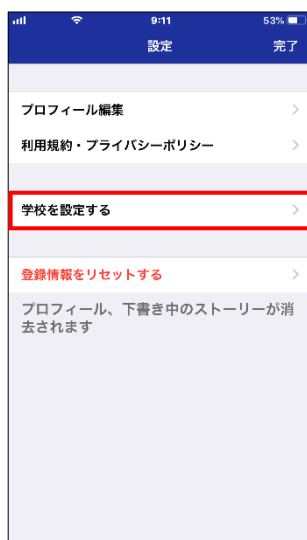 9:11
53%
設定
完了
プロフィール編集
利用規約・プライバシーポリシー
学校を設定する
登録情報をリセットする
プロフィール、下書き中のストーリーが消
去されます